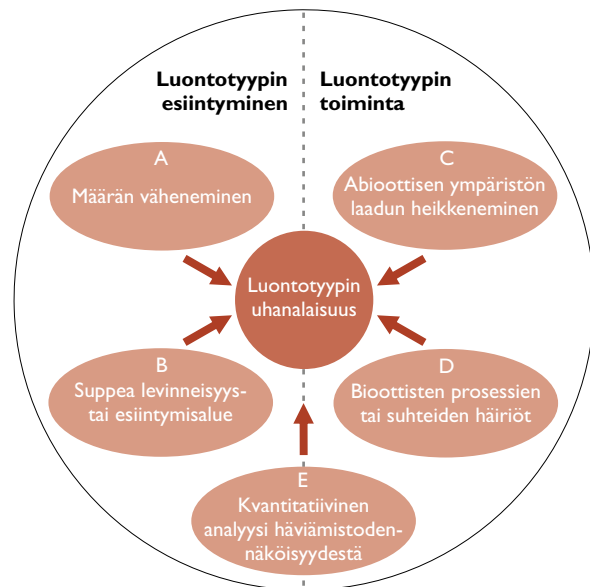 Luontotyypin
esiintyminen
Luontotyypin
toiminta
A
Määrän väheneminen
C
Abioottisen ympäristön
laadun heikkeneminen
Luontotyypin
uhanalaisuus
B
Suppea levinneisyys-
tai esiintymisalue
D
Bioottisten prosessien
tai suhteiden häiriöt
E
Kvantitatiivinen
analyysi häviämistoden-
näköisyydestä